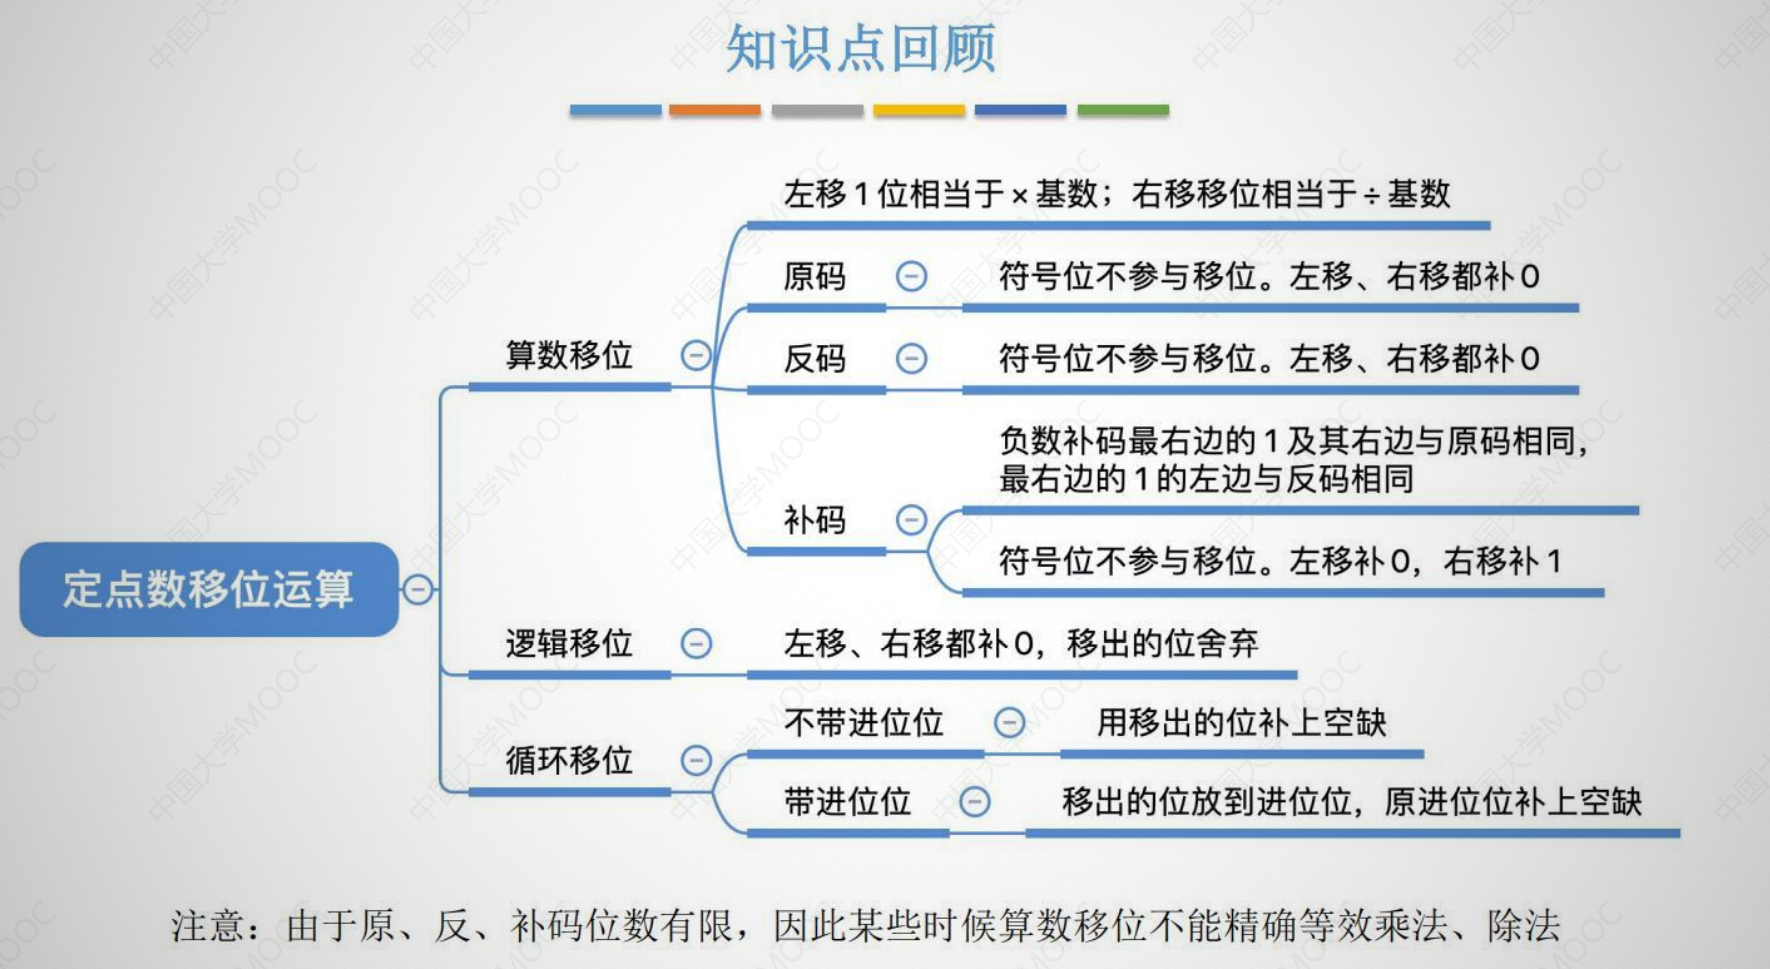 知识点回顾
左移1位相当于×基数；右移移位相当于÷基数
原码
符号位不参与移位。左移、右移都补0
算数移位
反码
符号位不参与移位。左移、右移都补0
负数补码最右边的1及其右边与原码相同，
最右边的1的左边与反码相同
补码
符号位不参与移位。左移补0，右移补1
定点数移位运算
逻辑移位
左移、右移都补0，移出的位舍弃
不带进位位
用移出的位补上空缺
循环移位
带进位位
移出的位放到进位位，原进位位补上空缺
注意：由于原、反、补码位数有限，因此某些时候算数移位不能精确等效乘法、除法
中国大学MOOC